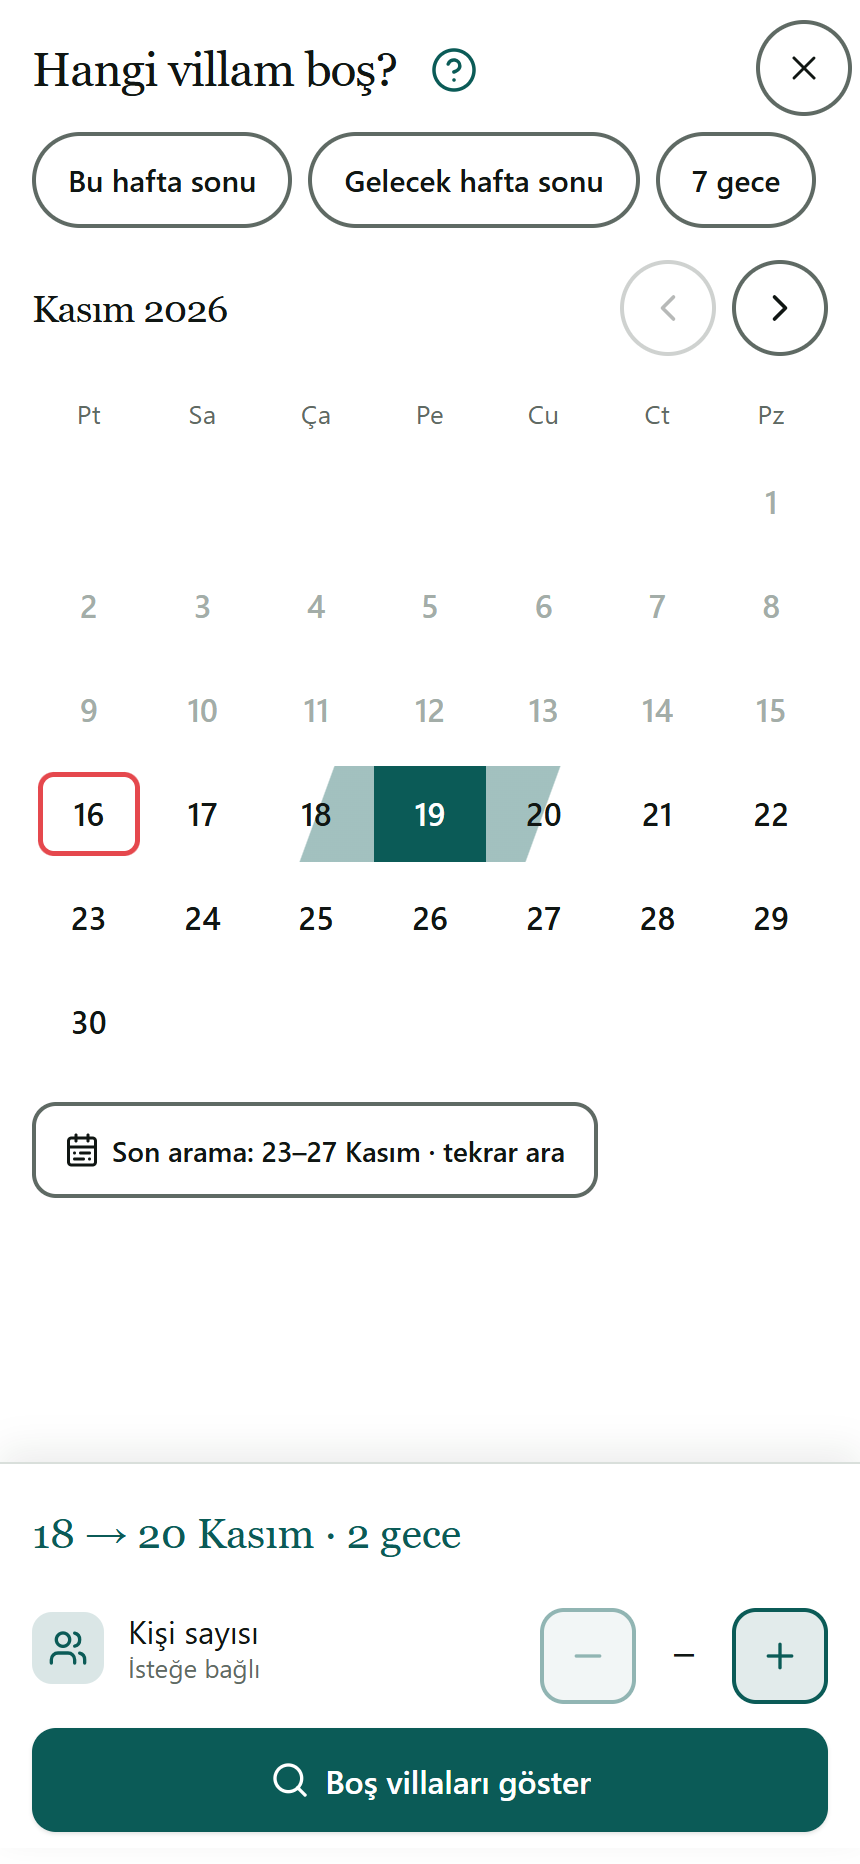 Hangi villam boş?
Bu hafta sonu Gelecek hafta sonu 7 gece
Kasım 2026
Pt Sa Ça Pe Cu Ct Pz
1
2 3 4 5 6 7 8
9 10 11 12 13 14 15
16 17 18 19 20 21 22
23 24 25 26 27 28 29
30
Son arama: 23–27 Kasım · tekrar ara
18 → 20 Kasım · 2 gece
Kişi sayısı
İsteğe bağlı
− – +
Boş villaları göster